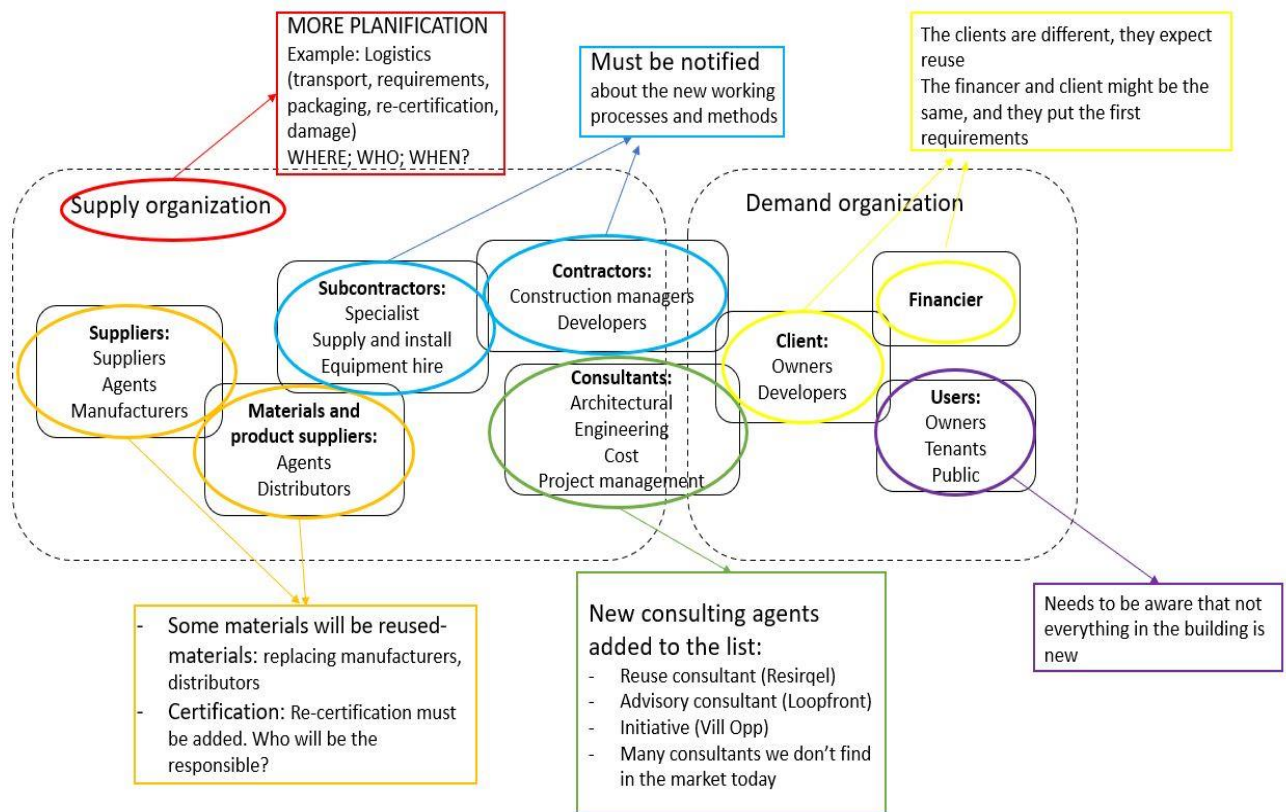 MORE PLANIFICATION
Example: Logistics
(transport, requirements,
packaging, re-certification,
damage)
WHERE; WHO; WHEN?
Must be notified
about the new working
processes and methods
The clients are different, they expect
reuse
The financer and client might be the
same, and they put the first
requirements
Supply organization
Demand organization
Suppliers:
Suppliers
Agents
Manufacturers
Materials and
product suppliers:
Agents
Distributors
Subcontractors:
Specialist
Supply and install
Equipment hire
Contractors:
Construction managers
Developers
Consultants:
Architectural
Engineering
Cost
Project management
Client:
Owners
Developers
Financier
Users:
Owners
Tenants
Public
- Some materials will be reused-
materials: replacing manufacturers,
distributors
- Certification: Re-certification must
be added. Who will be the
responsible?
New consulting agents
added to the list:
- Reuse consultant (Resirqel)
- Advisory consultant (Loopfront)
- Initiative (Vill Opp)
- Many consultants we don’t find
in the market today
Needs to be aware that not
everything in the building is
new